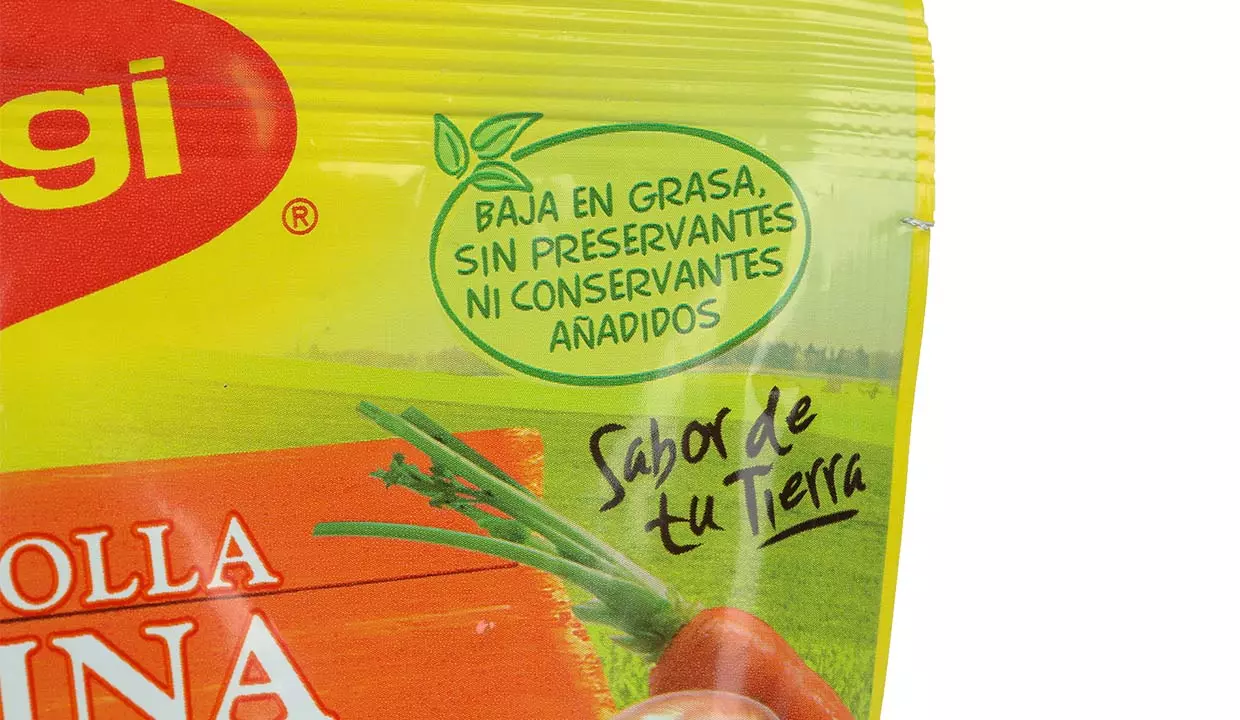 gi
®
BAJA EN GRASA,
SIN PRESERVANTES
NI CONSERVANTES
AÑADIDOS
Sabor de
tu Tierra
OLLA
INA